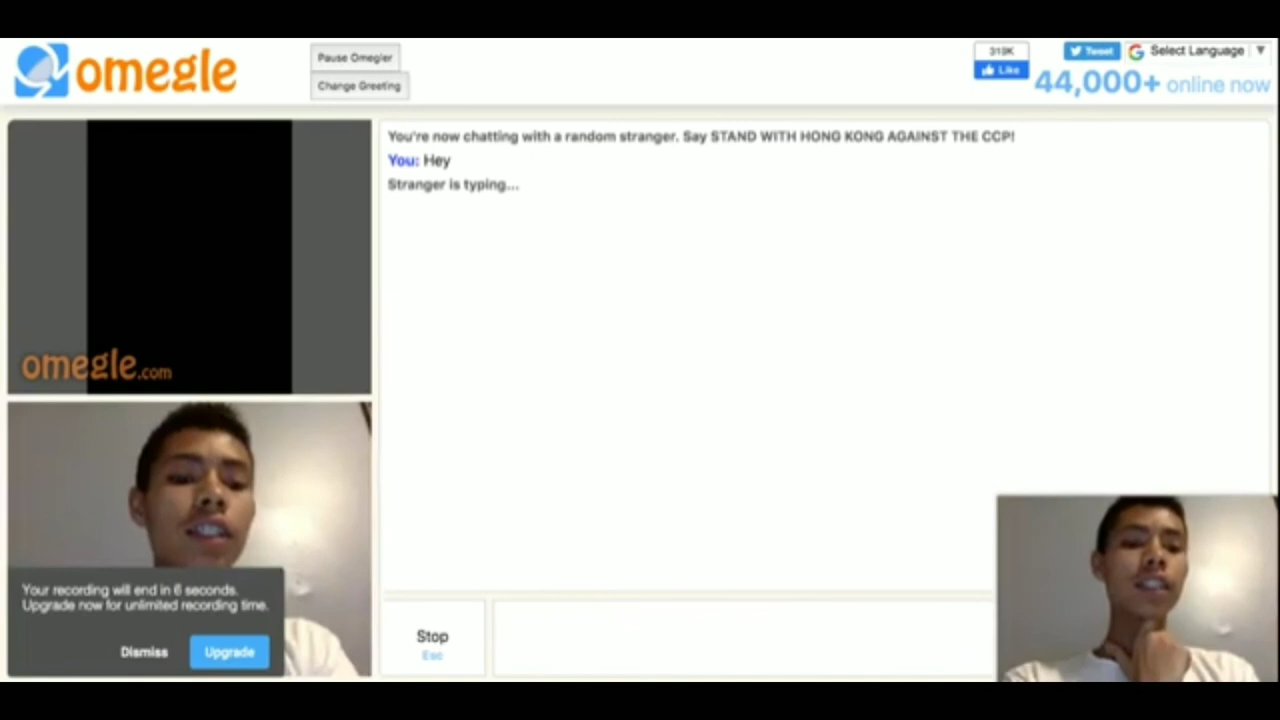 omegle
Pause Omegler
Change Greeting
319K
Like
Tweet
Select Language ▼
44,000+ online now
You're now chatting with a random stranger. Say STAND WITH HONG KONG AGAINST THE CCP!
You: Hey
Stranger is typing...
omegle.com
Your recording will end in 6 seconds.
Upgrade now for unlimited recording time.
Dismiss
Upgrade
Stop
Esc